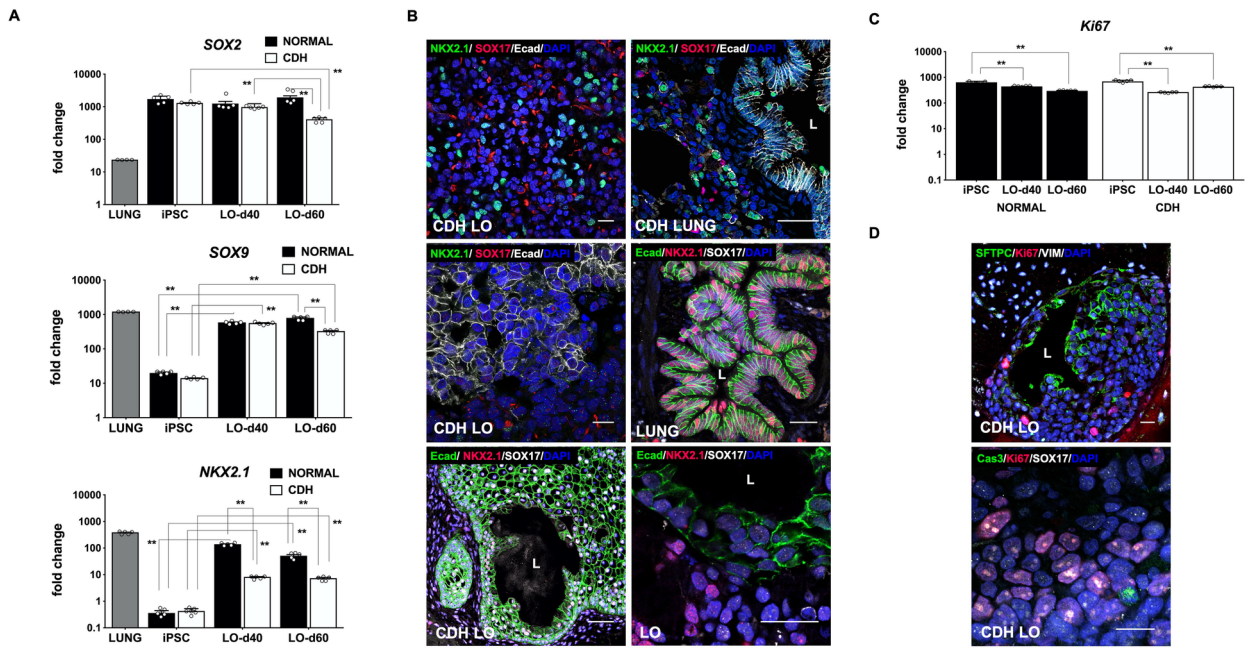 A
SOX2
NORMAL
CDH
**
**
**
10000
1000
100
10
1
fold change
LUNG iPSC LO-d40 LO-d60
SOX9
NORMAL
CDH
**
**
**
**
**
10000
1000
100
10
1
fold change
LUNG iPSC LO-d40 LO-d60
NKX2.1
NORMAL
CDH
**
**
**
**
**
**
10000
1000
100
10
1
0.1
fold change
LUNG iPSC LO-d40 LO-d60
B
NKX2.1/ SOX17/Ecad/DAPI
CDH LO
NKX2.1/ SOX17/Ecad/DAPI
L
CDH LUNG
NKX2.1/ SOX17/Ecad/DAPI
CDH LO
Ecad/NKX2.1/SOX17/DAPI
L
LUNG
Ecad/ NKX2.1/SOX17/DAPI
L
CDH LO
Ecad/NKX2.1/SOX17/DAPI
L
LO
C
Ki67
**
**
**
**
10000
1000
100
10
1
0.1
fold change
iPSC LO-d40 LO-d60 iPSC LO-d40 LO-d60
NORMAL CDH
D
SFTPC/Ki67/VIM/DAPI
L
CDH LO
Cas3/Ki67/SOX17/DAPI
CDH LO